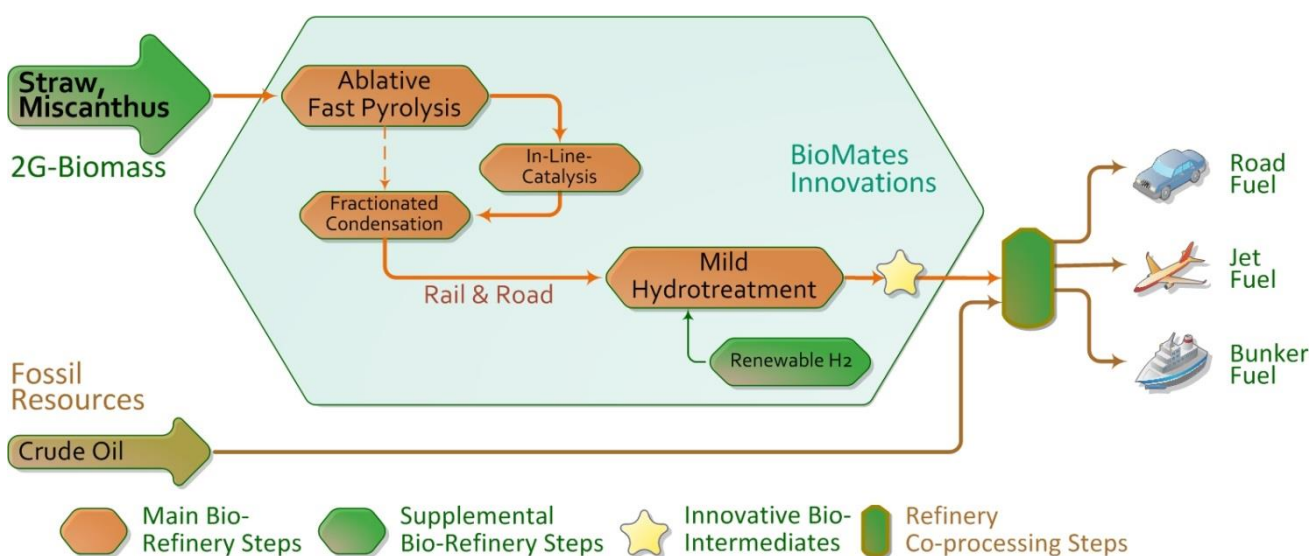 Straw,
Miscanthus
2G-Biomass
Ablative
Fast Pyrolysis
In-Line-
Catalysis
Fractionated
Condensation
BioMates
Innovations
Rail & Road
Mild
Hydrotreatment
Renewable H2
Road
Fuel
Jet
Fuel
Bunker
Fuel
Fossil
Resources
Crude Oil
Main Bio-
Refinery Steps
Supplemental
Bio-Refinery Steps
Innovative Bio-
Intermediates
Refinery
Co-processing Steps